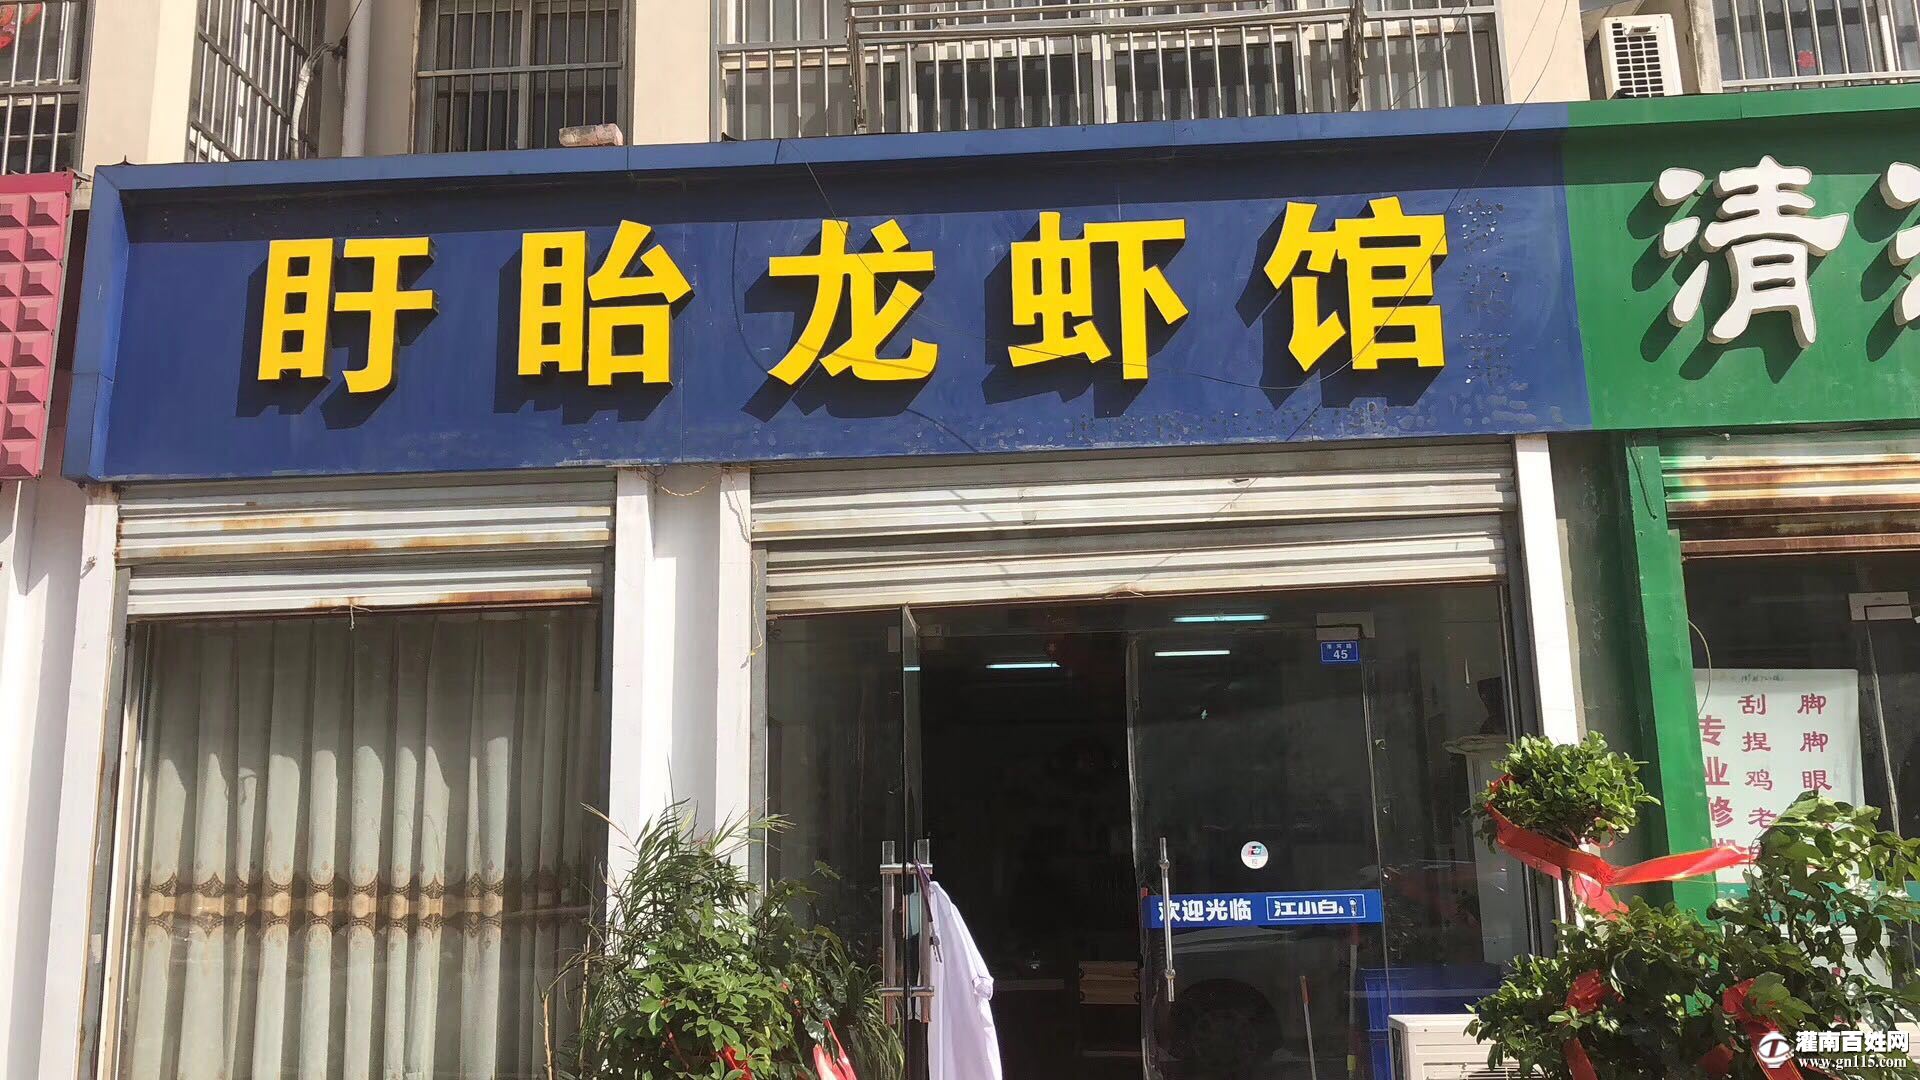 盱眙龙虾馆
清
45
欢迎光临 江小白
脚脚眼
刮捏鸡老
专业修脚
灌南百姓网
www.gn115.com